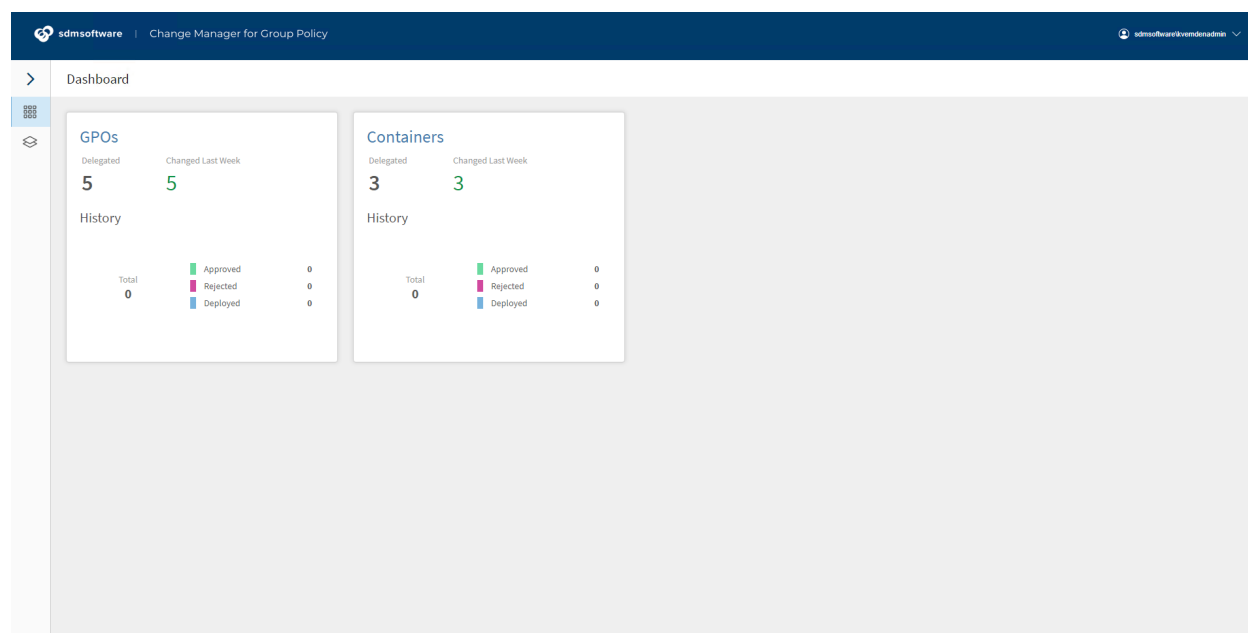 sdmsoftware | Change Manager for Group Policy
sdmsoftware\kvemdenadmin
Dashboard
GPOs
Delegated Changed Last Week
5 5
History
Total
0
Approved 0
Rejected 0
Deployed 0
Containers
Delegated Changed Last Week
3 3
History
Total
0
Approved 0
Rejected 0
Deployed 0